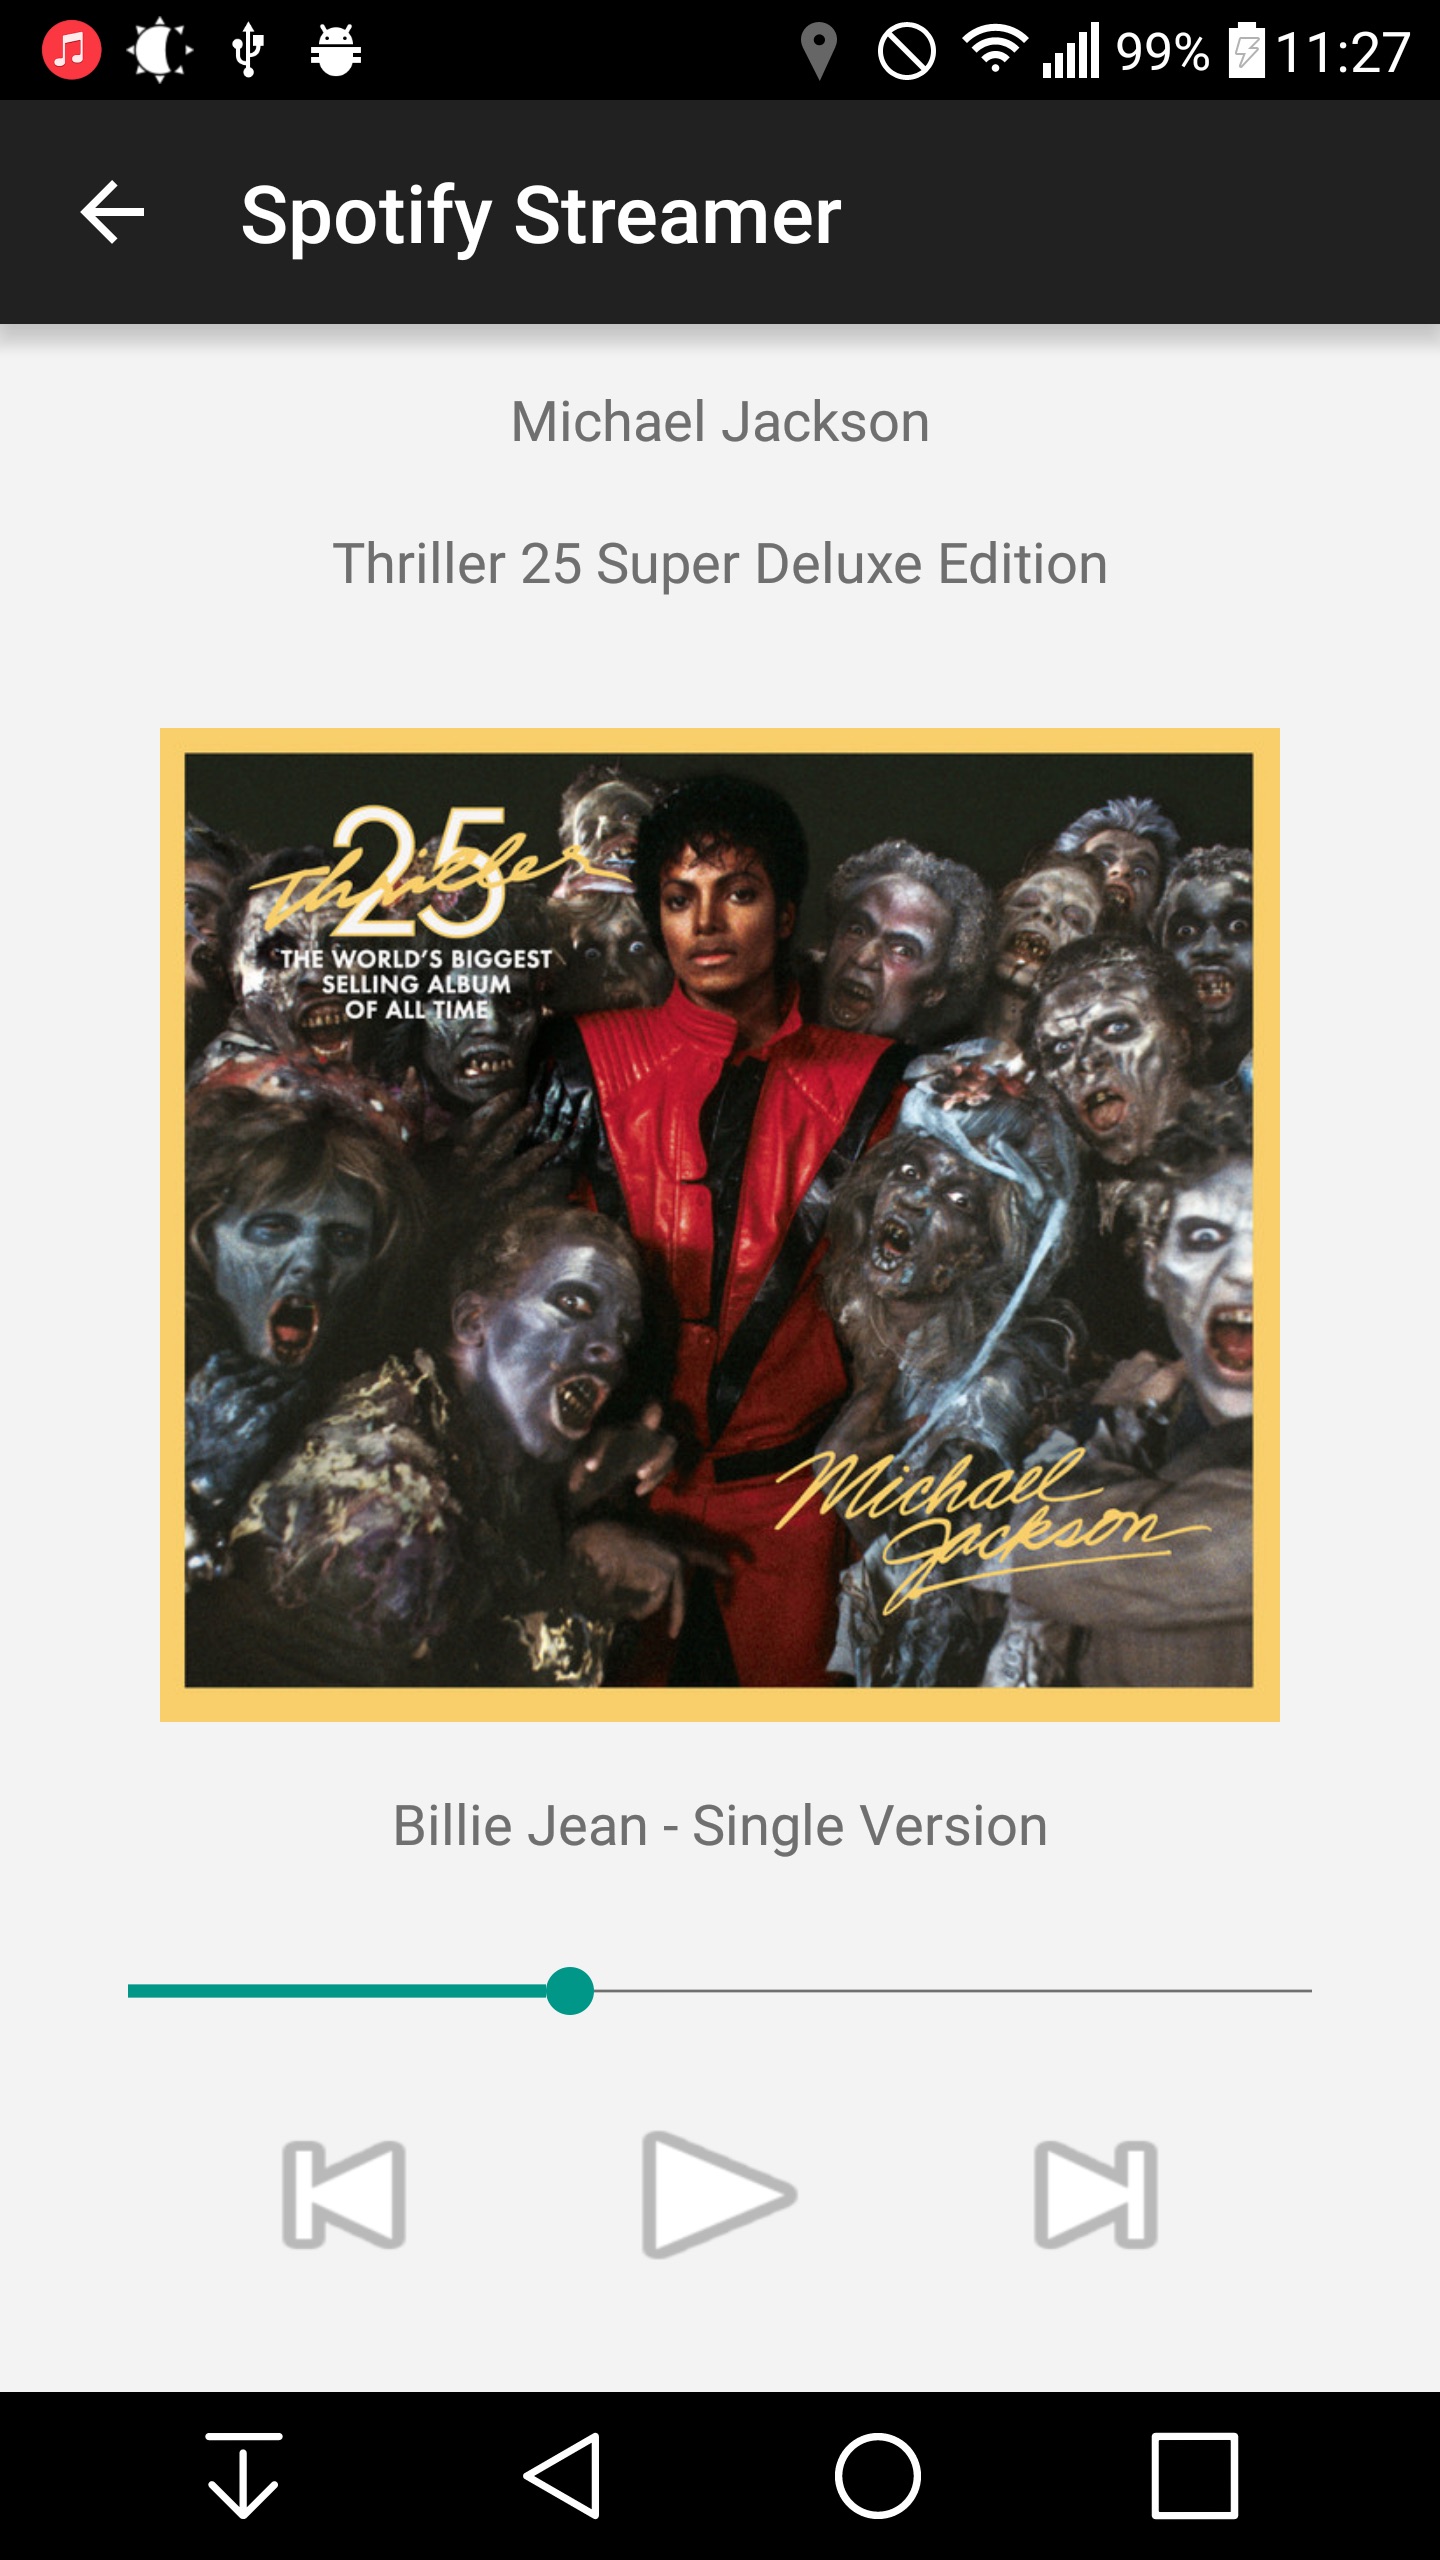 99% 11:27
Spotify Streamer
Michael Jackson
Thriller 25 Super Deluxe Edition
25
Thriller
THE WORLD'S BIGGEST
SELLING ALBUM
OF ALL TIME
Michael
Jackson
Billie Jean - Single Version